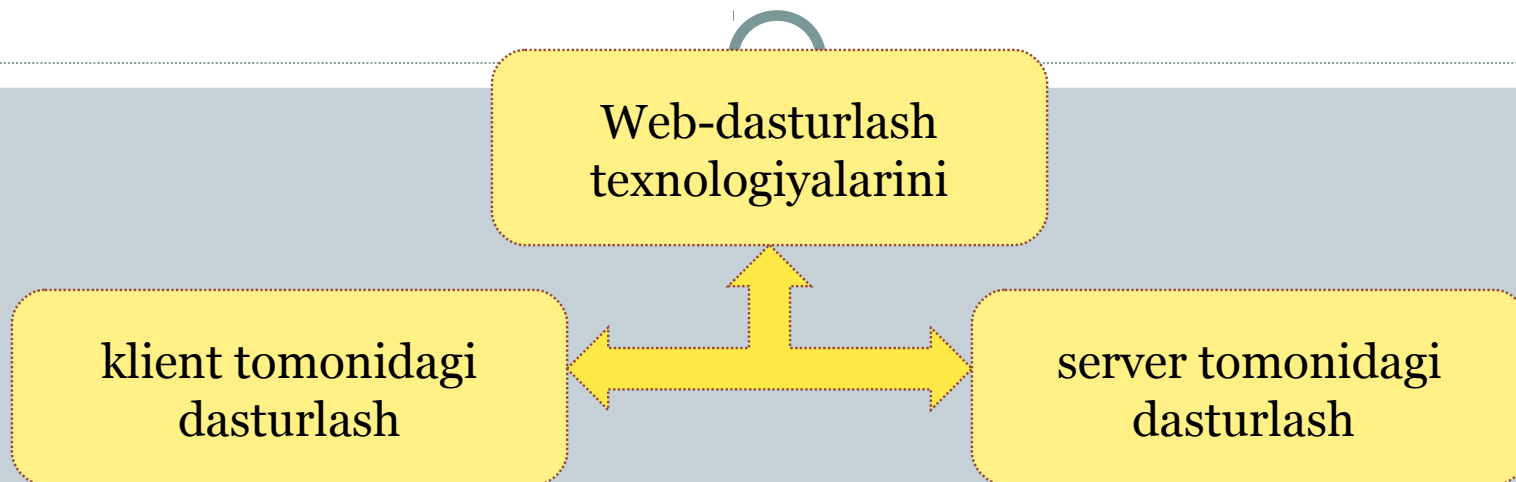 Web-dasturlash
texnologiyalarini
klient tomonidagi
dasturlash
server tomonidagi
dasturlash